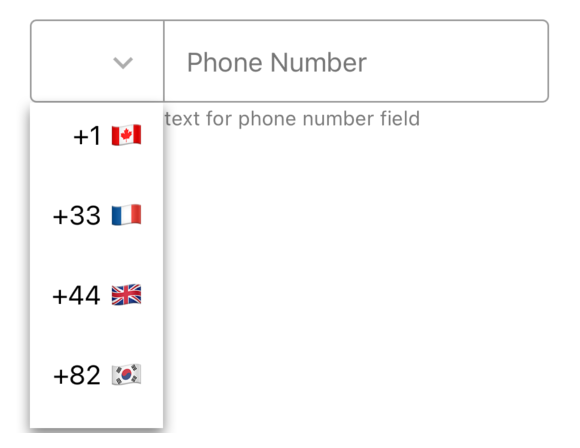 Phone Number
text for phone number field
+1 🇨🇦
+33 🇫🇷
+44 🇬🇧
+82 🇰🇷